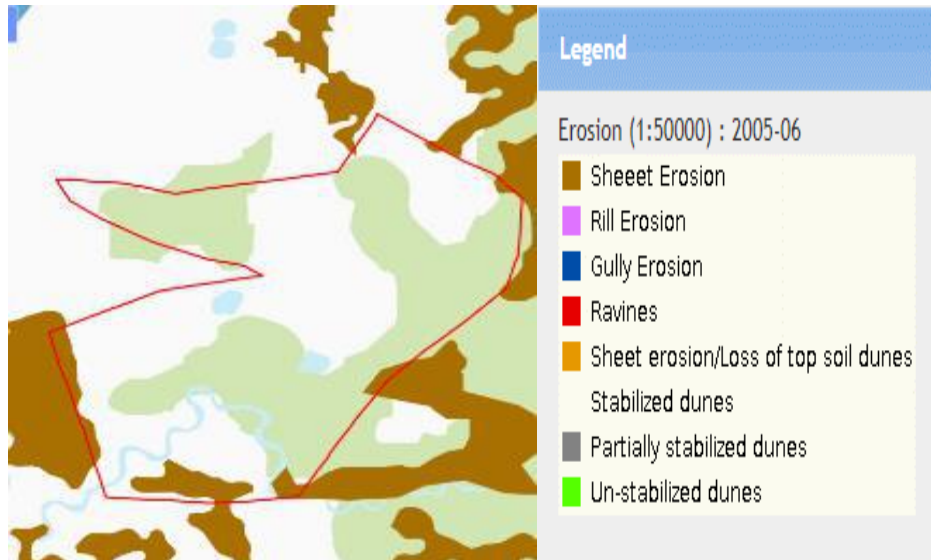 Legend
Erosion (1:50000) : 2005-06
Sheeet Erosion
Rill Erosion
Gully Erosion
Ravines
Sheet erosion/Loss of top soil dunes
Stabilized dunes
Partially stabilized dunes
Un-stabilized dunes